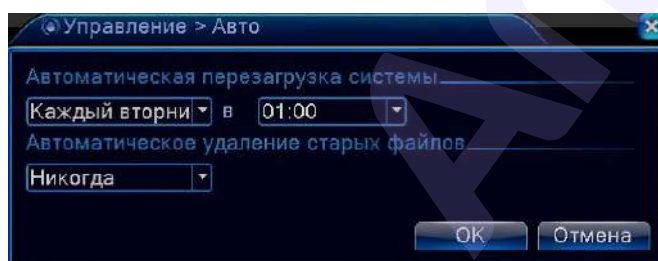 Управление > Авто
Автоматическая перезагрузка системы
Каждый вторни в 01:00
Автоматическое удаление старых файлов
Никогда
OK Отмена